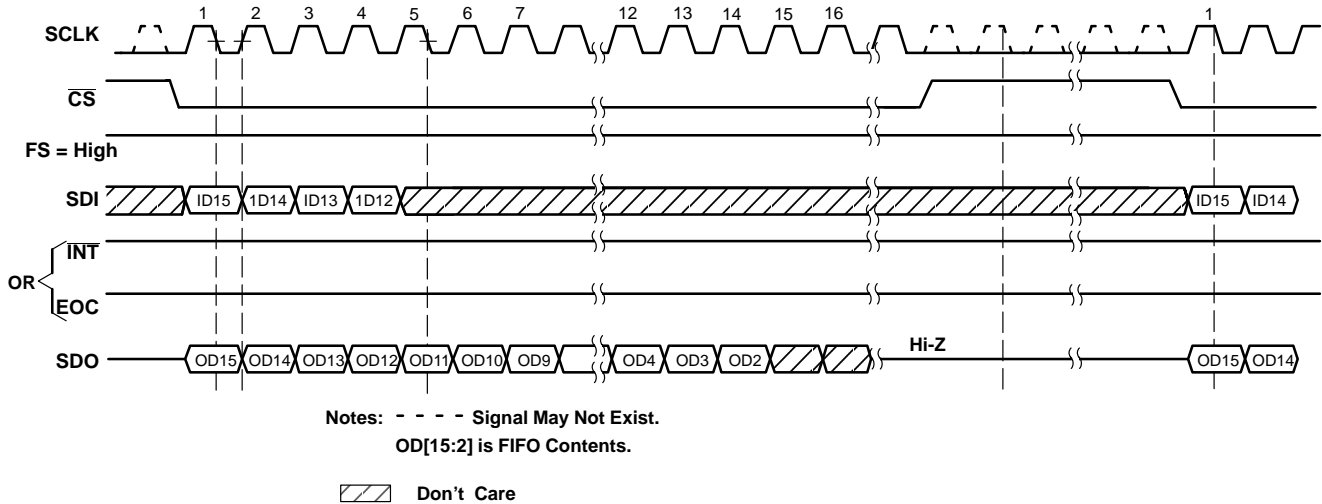 1 2 3 4 5 6 7 12 13 14 15 16 1
SCLK
CS
FS = High
SDI ID15 1D14 ID13 1D12 ID15 ID14
INT
OR
EOC
Hi-Z
SDO OD15 OD14 OD13 OD12 OD11 OD10 OD9 OD4 OD3 OD2 OD15 OD14
Notes: - - - - Signal May Not Exist.
OD[15:2] is FIFO Contents.
Don't Care